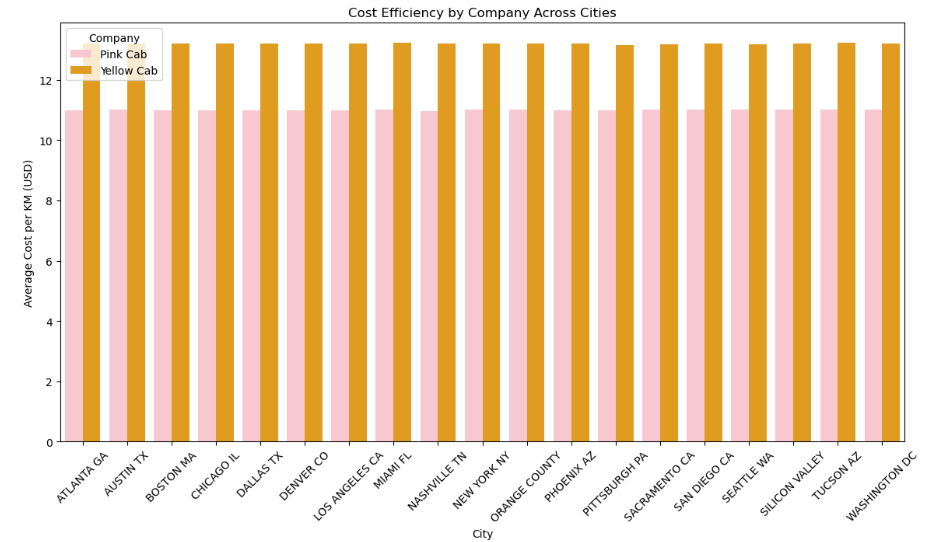 Cost Efficiency by Company Across Cities
Company
Pink Cab
Yellow Cab
Average Cost per KM (USD)
12
10
8
6
4
2
0
ATLANTA GA
AUSTIN TX
BOSTON MA
CHICAGO IL
DALLAS TX
DENVER CO
LOS ANGELES CA
MIAMI FL
NASHVILLE TN
NEW YORK NY
ORANGE COUNTY
PHOENIX AZ
PITTSBURGH PA
SACRAMENTO CA
SAN DIEGO CA
SEATTLE WA
SILICON VALLEY
TUCSON AZ
WASHINGTON DC
City